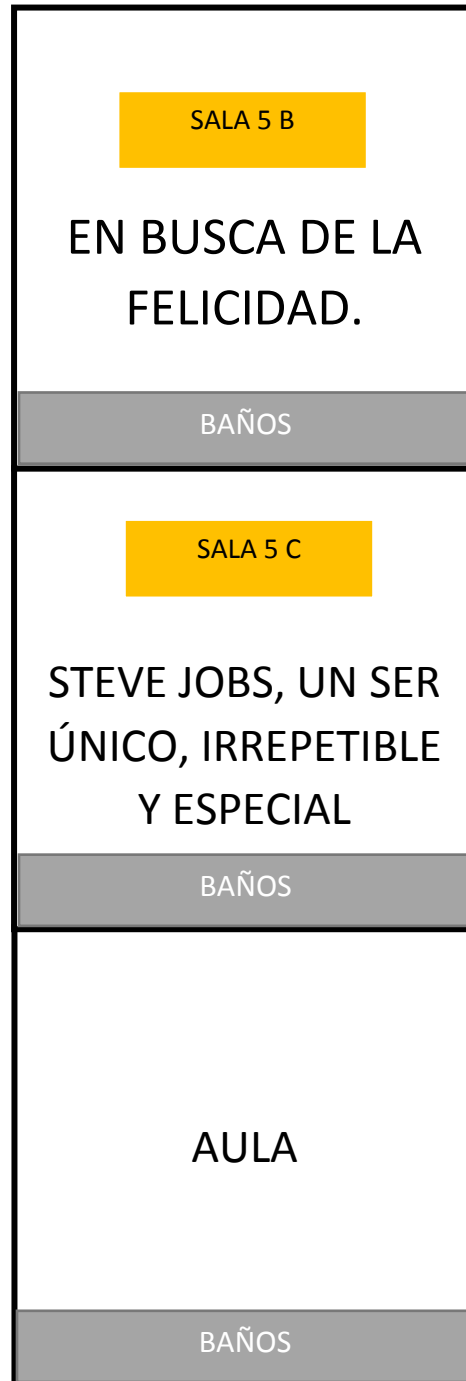 SALA 5 B
EN BUSCA DE LA
FELICIDAD.
BAÑOS
SALA 5 C
STEVE JOBS, UN SER
ÚNICO, IRREPETIBLE
Y ESPECIAL
BAÑOS
AULA
BAÑOS